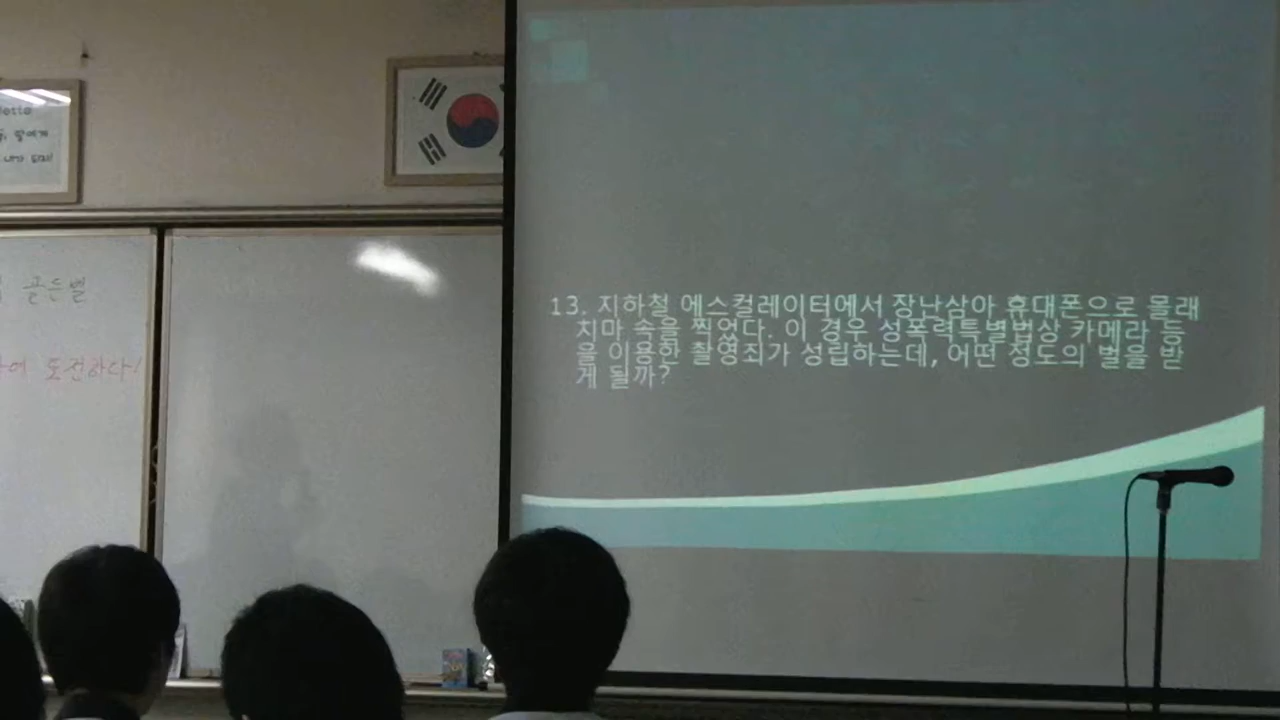 골든벨
도전하다!
13. 지하철 에스컬레이터에서 장난삼아 휴대폰으로 몰래
치마 속을 찍었다. 이 경우 성폭력특별법상 카메라 등
을 이용한 촬영죄가 성립하는데, 어떤 정도의 벌을 받
게 될까?